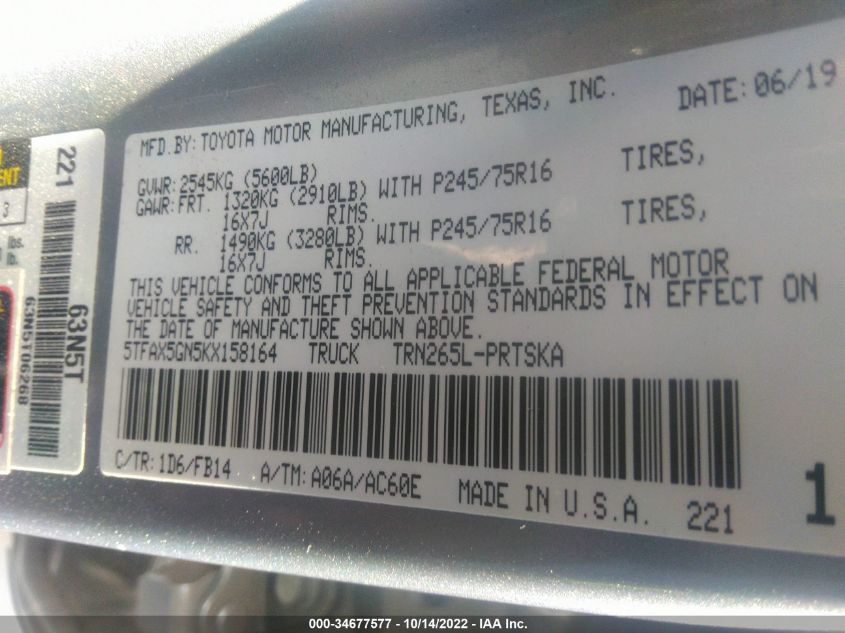 MFD.BY: TOYOTA MOTOR MANUFACTURING, TEXAS, INC. DATE: 06/19
GVWR: 2545KG (5600LB)
GAWR: FRT. 1320KG (2910LB) WITH P245/75R16 TIRES,
16X7J RIMS.
RR. 1490KG (3280LB) WITH P245/75R16 TIRES,
16X7J RIMS.
THIS VEHICLE CONFORMS TO ALL APPLICABLE FEDERAL MOTOR
VEHICLE SAFETY AND THEFT PREVENTION STANDARDS IN EFFECT ON
THE DATE OF MANUFACTURE SHOWN ABOVE.
5TFAX5GN5KX158164 TRUCK TRN265L-PRTSKA
C/TR: 1D6/FB14 A/TM: A06A/AC60E MADE IN U.S.A. 221 1
221
63N5T
63N5T06268
3
lbs.
lb.
000-34677577 - 10/14/2022 - IAA Inc.